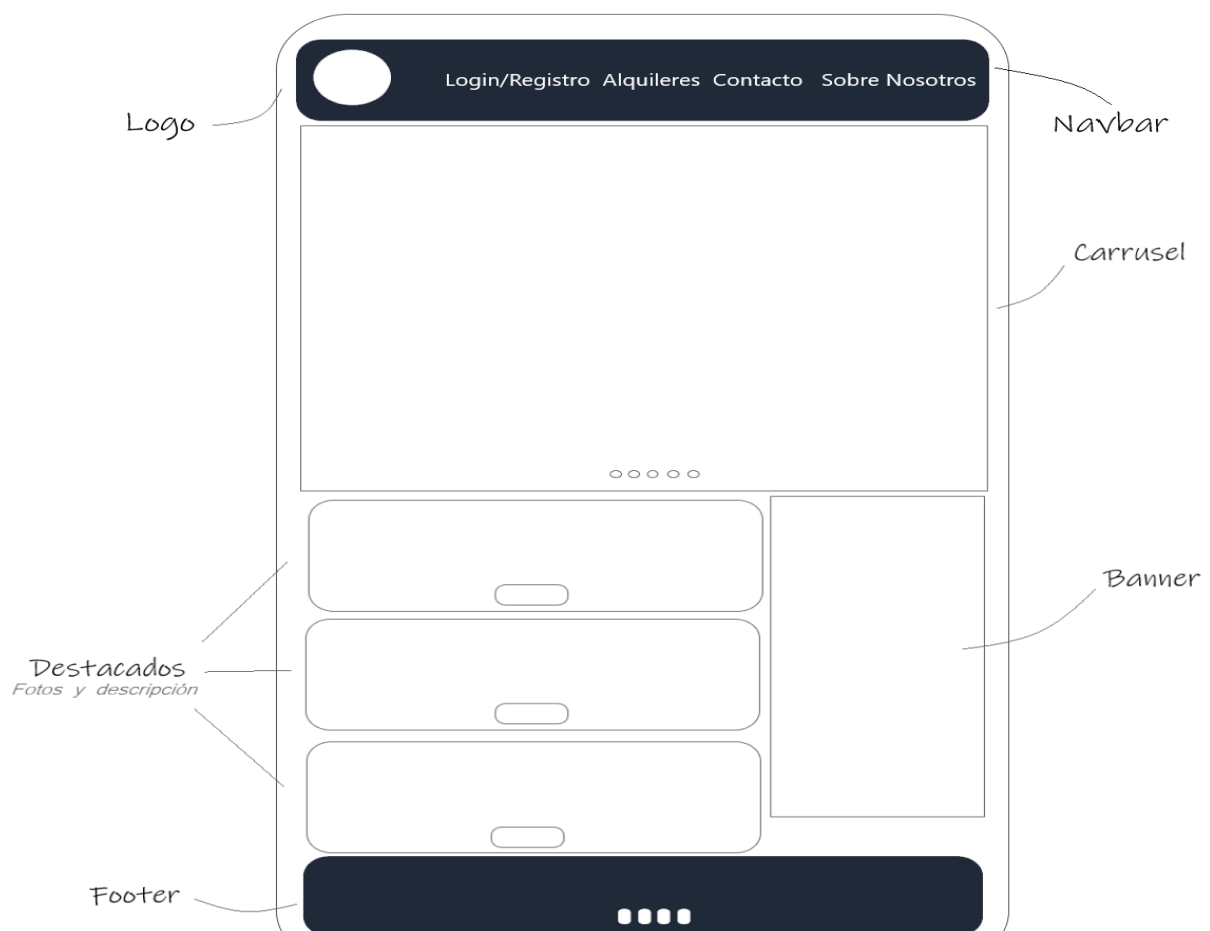 Login/Registro Alquileres Contacto Sobre Nosotros
Logo
Navbar
Carrusel
Banner
Destacados
Fotos y descripción
Footer